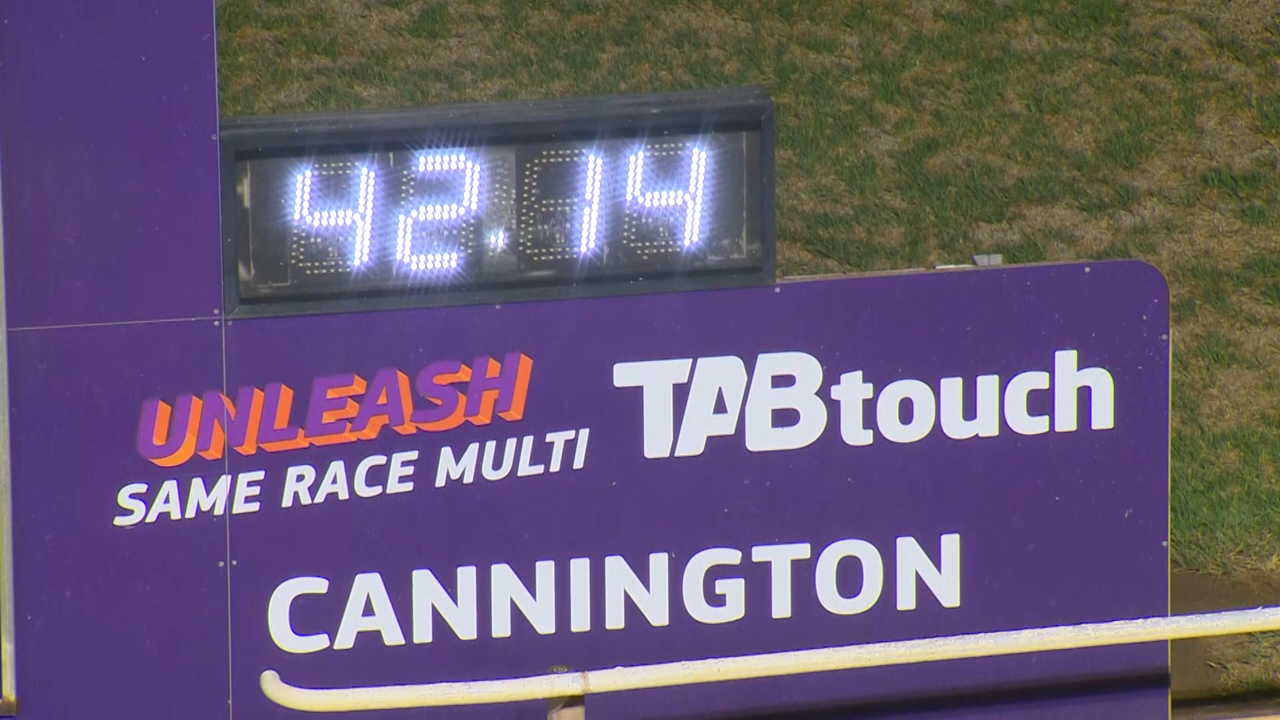 42.14
UNLEASH
SAME RACE MULTI
TABtouch
CANNINGTON